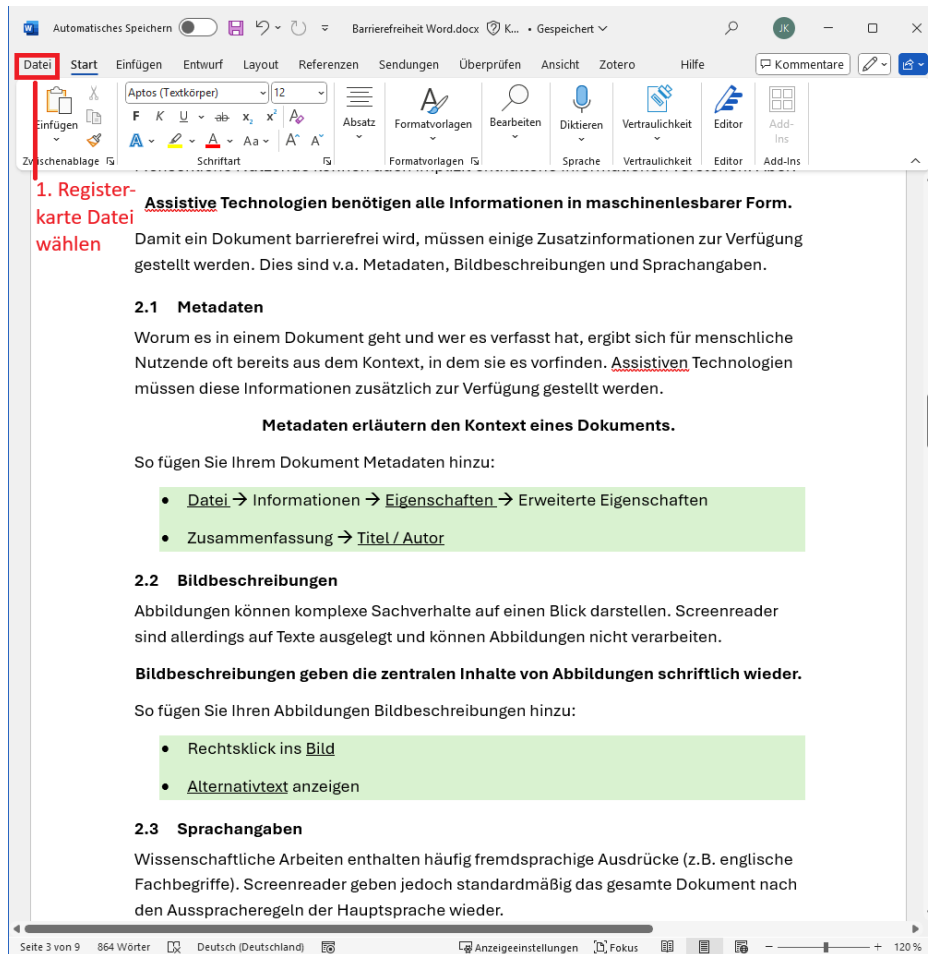 Automatisches Speichern Barrierefreiheit Word.docx K... • Gespeichert JK
Datei Start Einfügen Entwurf Layout Referenzen Sendungen Überprüfen Ansicht Zotero Hilfe Kommentare
Aptos (Textkörper) 12
Einfügen F K U ab x₂ x² A Absatz Formatvorlagen Bearbeiten Diktieren Vertraulichkeit Editor Add-Ins
A A Aa A A
Zwischenablage Schriftart Formatvorlagen Sprache Vertraulichkeit Editor Add-Ins
1. Register-
karte Datei
wählen
Assistive Technologien benötigen alle Informationen in maschinenlesbarer Form.
Damit ein Dokument barrierefrei wird, müssen einige Zusatzinformationen zur Verfügung
gestellt werden. Dies sind v.a. Metadaten, Bildbeschreibungen und Sprachangaben.
2.1 Metadaten
Worum es in einem Dokument geht und wer es verfasst hat, ergibt sich für menschliche
Nutzende oft bereits aus dem Kontext, in dem sie es vorfinden. Assistiven Technologien
müssen diese Informationen zusätzlich zur Verfügung gestellt werden.
Metadaten erläutern den Kontext eines Dokuments.
So fügen Sie Ihrem Dokument Metadaten hinzu:
• Datei → Informationen → Eigenschaften → Erweiterte Eigenschaften
• Zusammenfassung → Titel / Autor
2.2 Bildbeschreibungen
Abbildungen können komplexe Sachverhalte auf einen Blick darstellen. Screenreader
sind allerdings auf Texte ausgelegt und können Abbildungen nicht verarbeiten.
Bildbeschreibungen geben die zentralen Inhalte von Abbildungen schriftlich wieder.
So fügen Sie Ihren Abbildungen Bildbeschreibungen hinzu:
• Rechtsklick ins Bild
• Alternativtext anzeigen
2.3 Sprachangaben
Wissenschaftliche Arbeiten enthalten häufig fremdsprachige Ausdrücke (z.B. englische
Fachbegriffe). Screenreader geben jedoch standardmäßig das gesamte Dokument nach
den Ausspracheregeln der Hauptsprache wieder.
Seite 3 von 9 864 Wörter Deutsch (Deutschland) Anzeigeeinstellungen Fokus - + 120 %